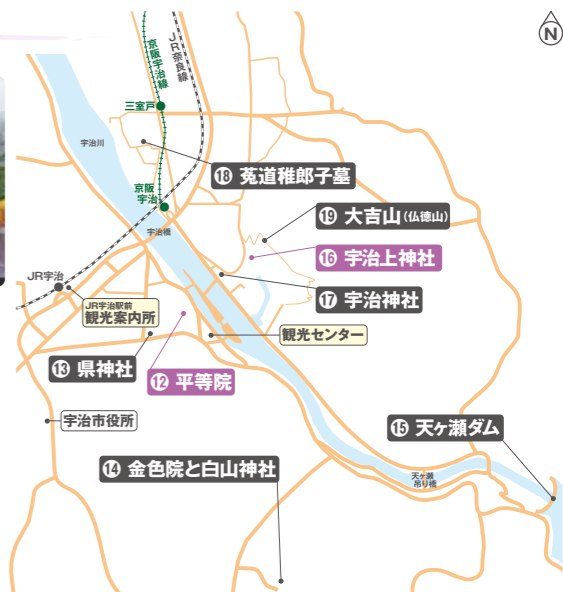 N
京阪宇治線
JR奈良線
三室戸
宇治川
⑱ 菟道稚郎子墓
京阪
宇治
⑲ 大吉山(仏徳山)
宇治橋
⑯ 宇治上神社
JR宇治
⑰ 宇治神社
JR宇治駅前
観光案内所
観光センター
⑬ 県神社
⑫ 平等院
宇治市役所
⑮ 天ヶ瀬ダム
⑭ 金色院と白山神社
天ヶ瀬
吊り橋